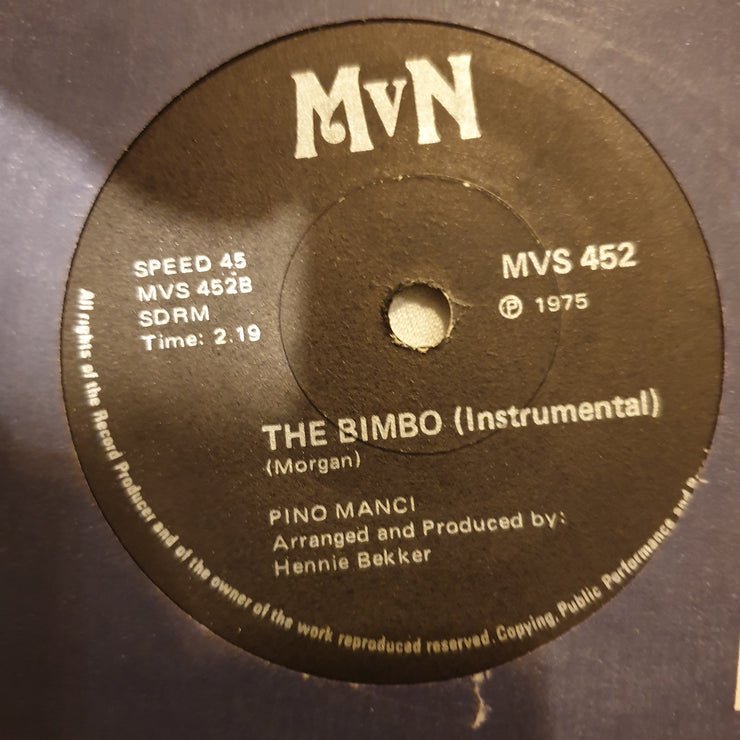 MvN
SPEED 45
MVS 452B
SDRM
Time: 2.19
MVS 452
℗ 1975
THE BIMBO (Instrumental)
(Morgan)
PINO MANCI
Arranged and Produced by:
Hennie Bekker
All rights of the Record Producer and of the owner of the work reproduced reserved. Copying, Public Performance and